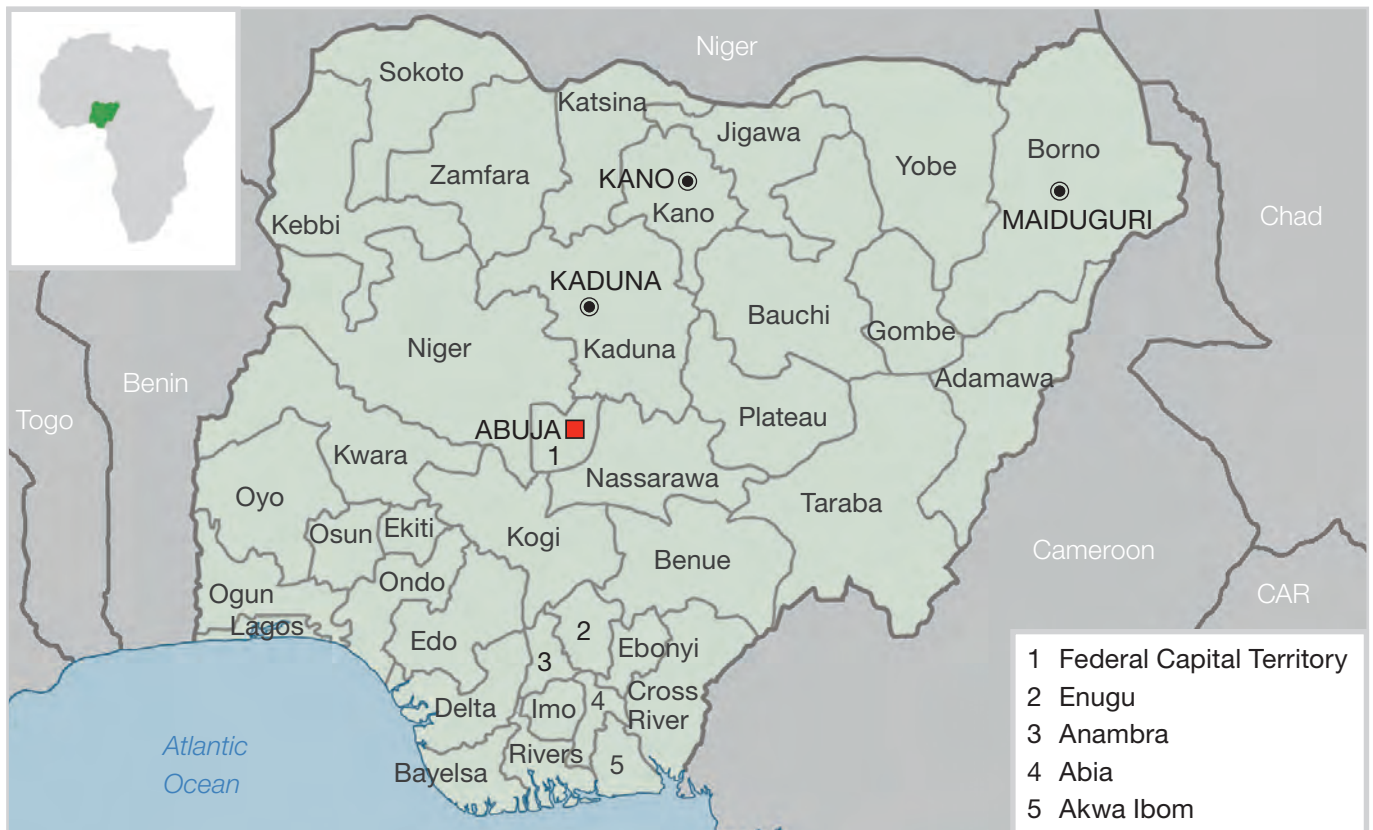 Niger
Sokoto
Katsina
Jigawa
Borno
Yobe
Zamfara
KANO
Kano
MAIDUGURI
Chad
Kebbi
KADUNA
Bauchi
Gombe
Niger
Kaduna
Adamawa
Benin
Togo
Plateau
ABUJA
1
Kwara
Nassarawa
Oyo
Taraba
Osun
Ekiti
Kogi
Benue
Cameroon
Ondo
Ogun
CAR
Lagos
Edo
2
Ebonyi
3
Cross
River
4
Delta
Imo
Atlantic
Ocean
Rivers
Bayelsa
5
1 Federal Capital Territory
2 Enugu
3 Anambra
4 Abia
5 Akwa Ibom